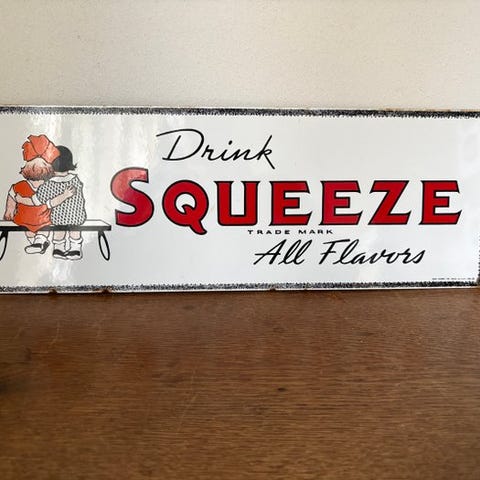 Drink
SQUEEZE
TRADE MARK
All Flavors